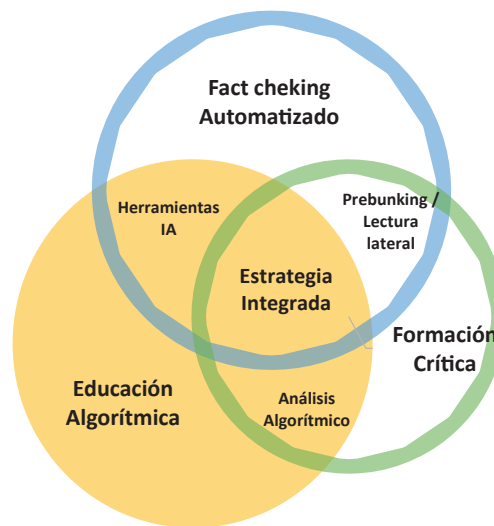 Fact cheking
Automatizado
Herramientas
IA
Prebunking /
Lectura
lateral
Estrategia
Integrada
Formación
Crítica
Educación
Algorítmica
Análisis
Algorítmico